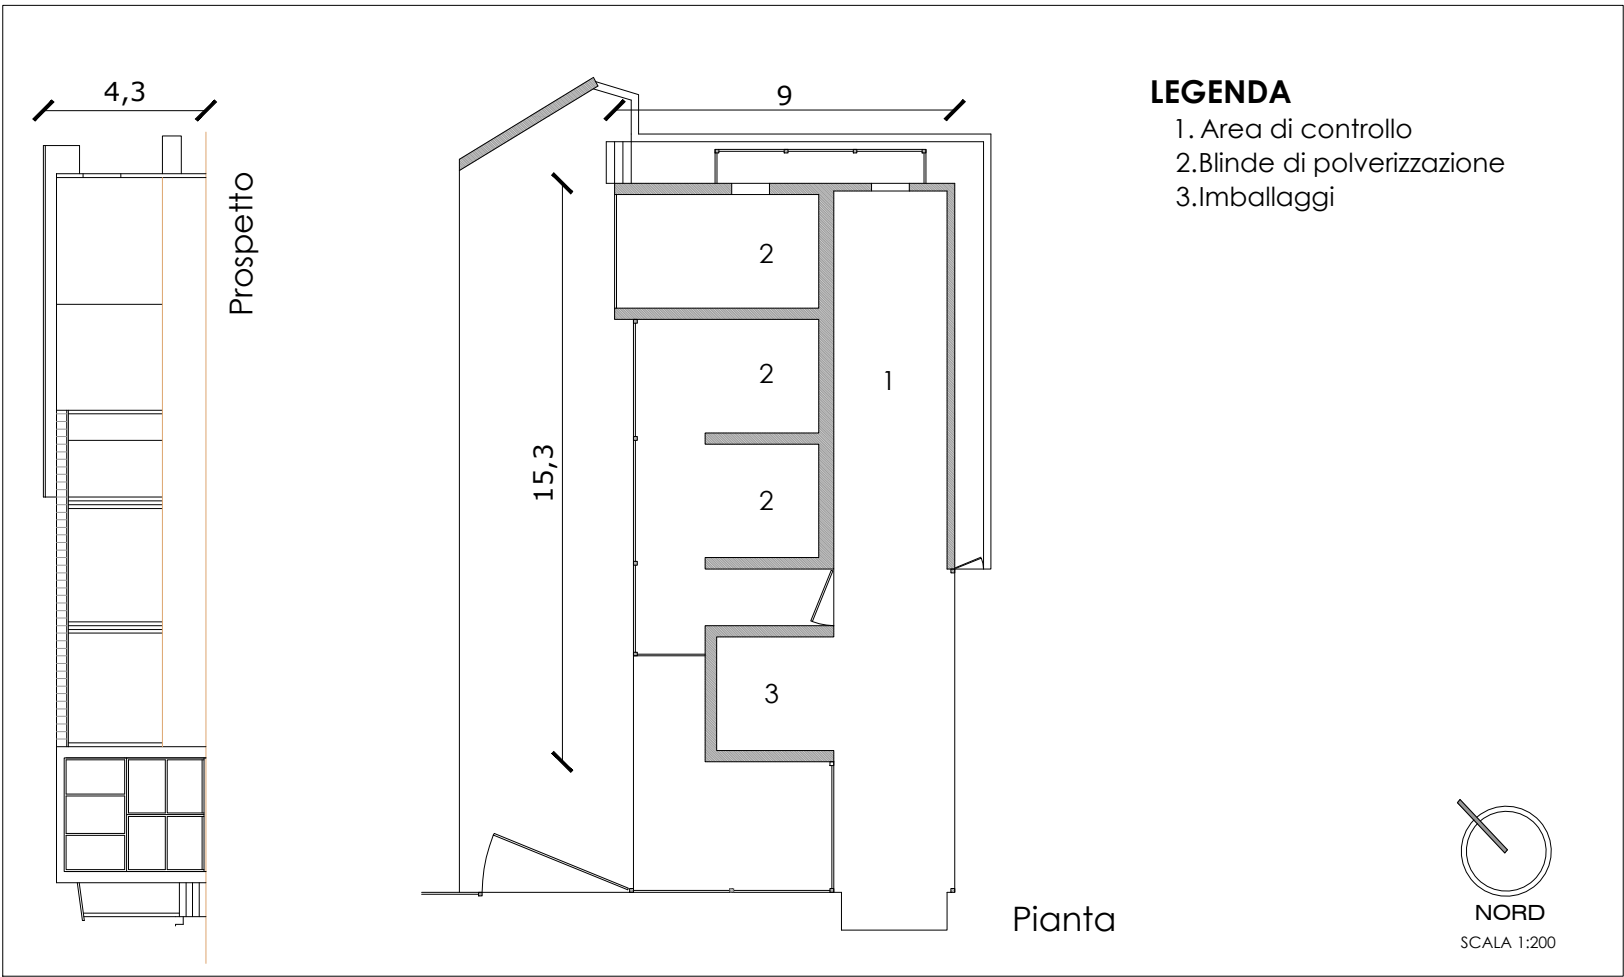 4,3
Prospetto
9
15,3
2
2
2
1
3
Pianta
LEGENDA
1. Area di controllo
2.Blinde di polverizzazione
3.Imballaggi
NORD
SCALA 1:200